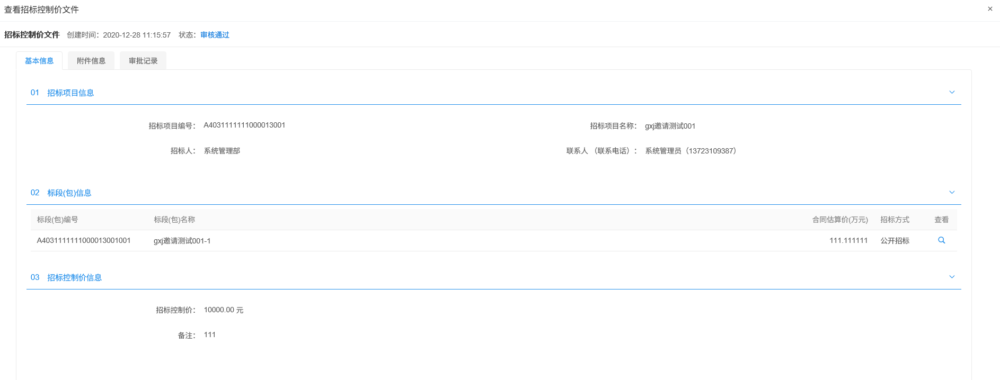 查看招标控制价文件 ×
招标控制价文件 创建时间：2020-12-28 11:15:57 状态：审核通过
基本信息 附件信息 审批记录
01 招标项目信息
招标项目编号： A4031111111000013001 招标项目名称： gxj邀请测试001
招标人： 系统管理部 联系人 （联系电话）： 系统管理员（13723109387）
02 标段(包)信息
标段(包)编号 标段(包)名称 合同估算价(万元) 招标方式 查看
A4031111111000013001001 gxj邀请测试001-1 111.111111 公开招标
03 招标控制价信息
招标控制价： 10000.00 元
备注： 111